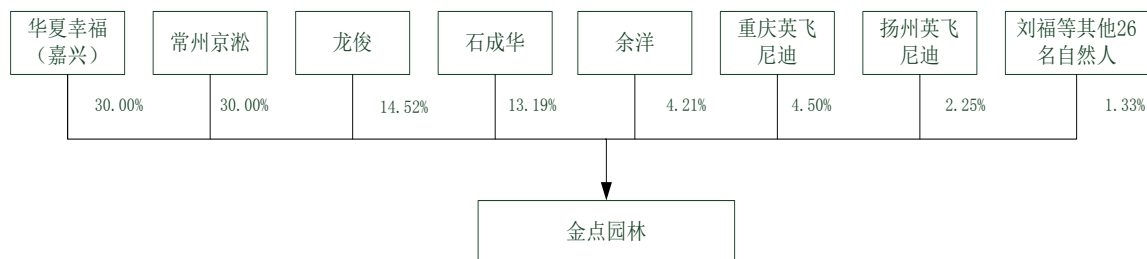 华夏幸福
（嘉兴）
常州京淞
龙俊
石成华
余洋
重庆英飞
尼迪
扬州英飞
尼迪
刘福等其他26
名自然人
30.00%
30.00%
14.52%
13.19%
4.21%
4.50%
2.25%
1.33%
金点园林